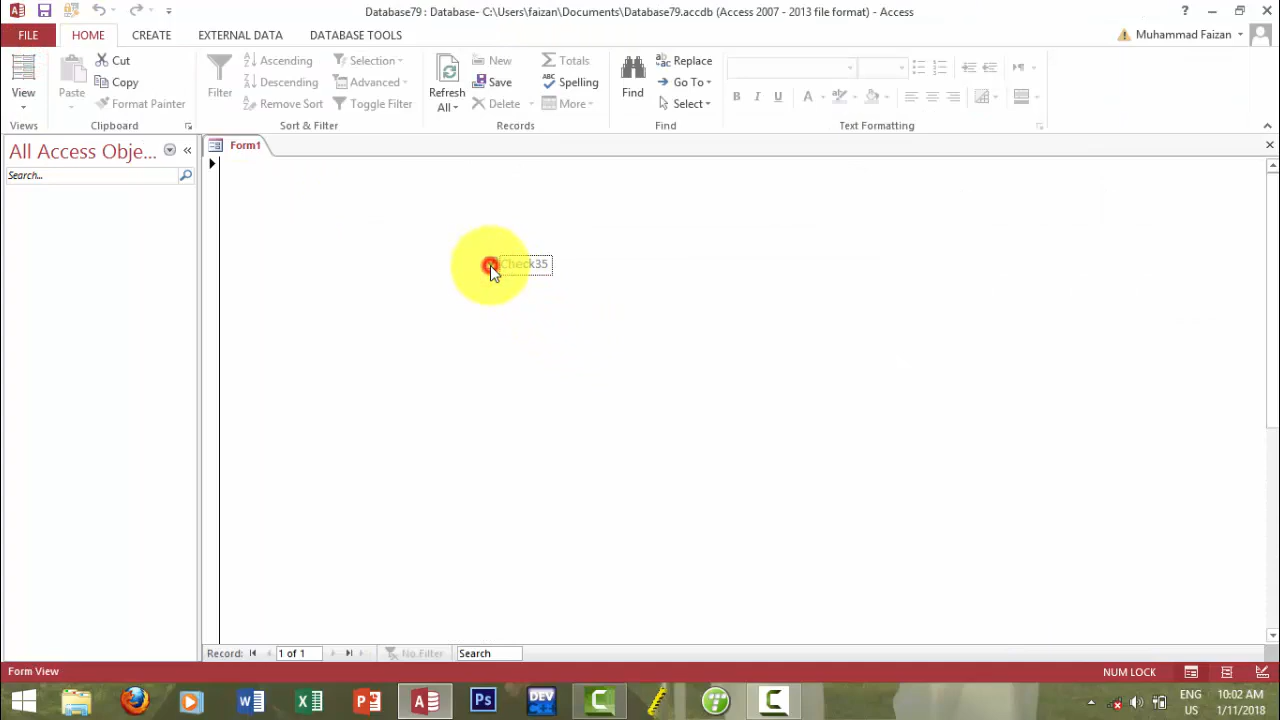 Database79 : Database- C:\Users\faizan\Documents\Database79.accdb (Access 2007 - 2013 file format) - Access
FILE HOME CREATE EXTERNAL DATA DATABASE TOOLS Muhammad Faizan
View
Paste
Cut
Copy
Format Painter
Filter
Ascending
Descending
Remove Sort
Selection
Advanced
Toggle Filter
Refresh
All
New
Save
Delete
Totals
Spelling
More
Find
Replace
Go To
Select
B I U A
Views Clipboard Sort & Filter Records Find Text Formatting
All Access Obje...
Search...
Form1
Check35
Record: 1 of 1 No Filter Search
Form View NUM LOCK
Ps
DEV
ENG
US
10:02 AM
1/11/2018